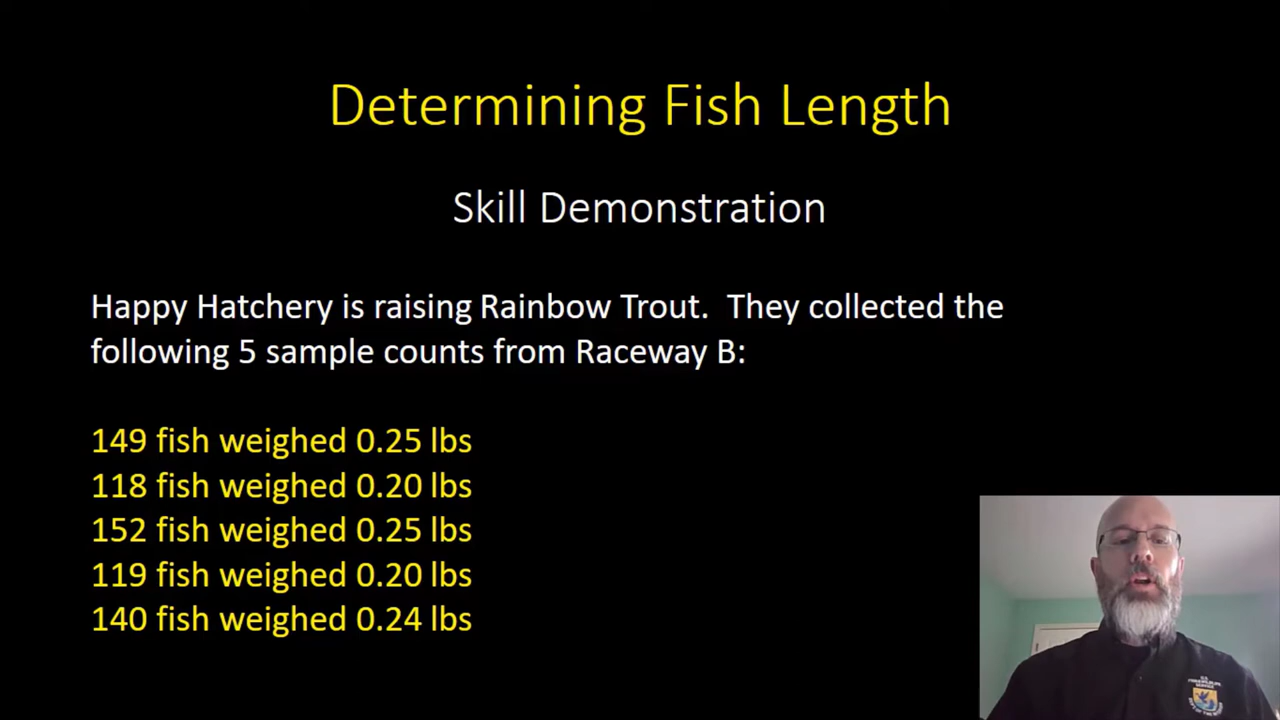 Determining Fish Length
Skill Demonstration
Happy Hatchery is raising Rainbow Trout. They collected the
following 5 sample counts from Raceway B:
149 fish weighed 0.25 lbs
118 fish weighed 0.20 lbs
152 fish weighed 0.25 lbs
119 fish weighed 0.20 lbs
140 fish weighed 0.24 lbs